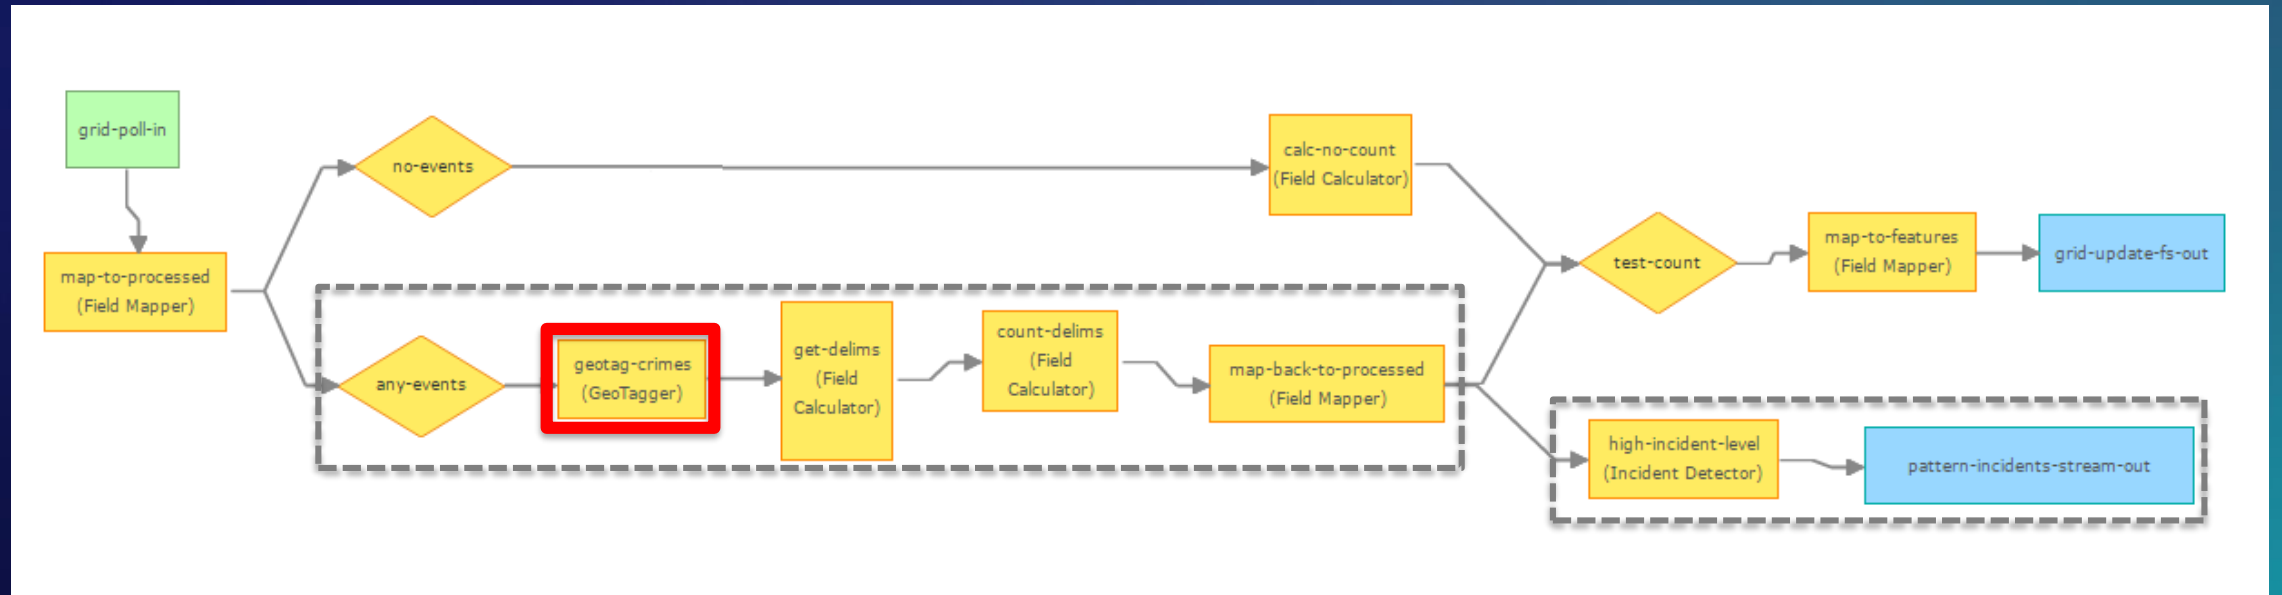 grid-poll-in
map-to-processed
(Field Mapper)
no-events
calc-no-count
(Field Calculator)
any-events
geotag-crimes
(GeoTagger)
get-delims
(Field
Calculator)
count-delims
(Field
Calculator)
map-back-to-processed
(Field Mapper)
test-count
map-to-features
(Field Mapper)
grid-update-fs-out
high-incident-level
(Incident Detector)
pattern-incidents-stream-out